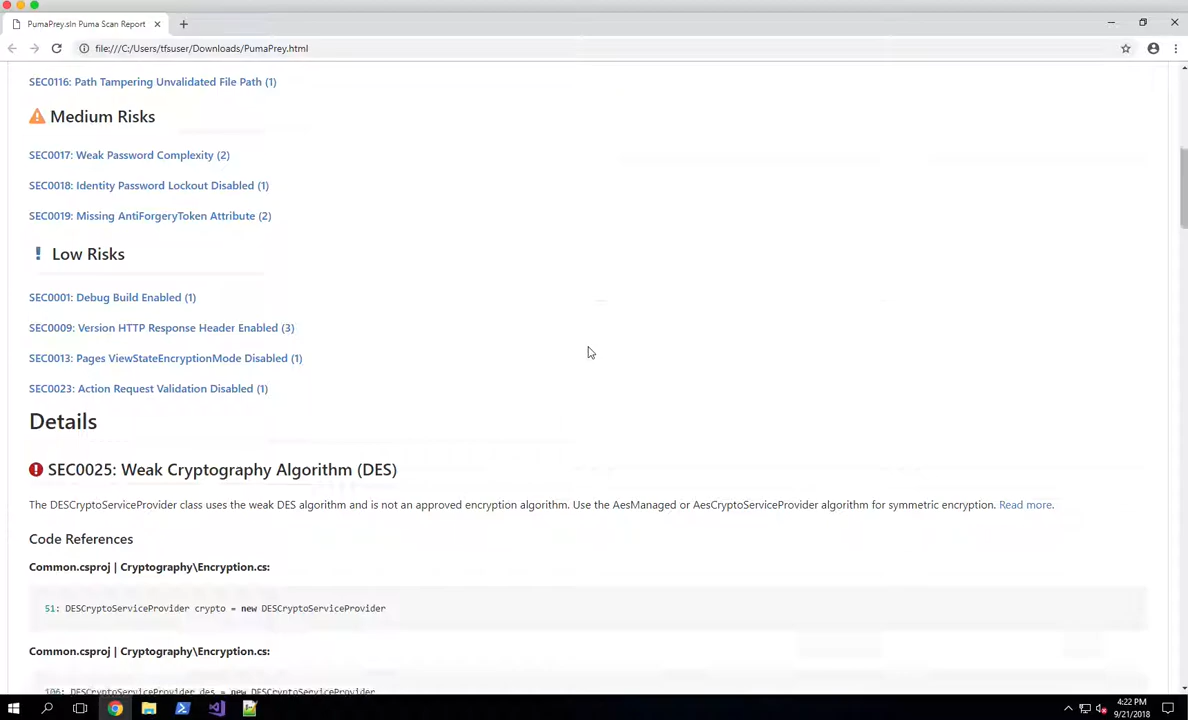 PumaPrey.sln Puma Scan Report
file:///C:/Users/tfsuser/Downloads/PumaPrey.html
SEC0116: Path Tampering Unvalidated File Path (1)
Medium Risks
SEC0017: Weak Password Complexity (2)
SEC0018: Identity Password Lockout Disabled (1)
SEC0019: Missing AntiForgeryToken Attribute (2)
Low Risks
SEC0001: Debug Build Enabled (1)
SEC0009: Version HTTP Response Header Enabled (3)
SEC0013: Pages ViewStateEncryptionMode Disabled (1)
SEC0023: Action Request Validation Disabled (1)
Details
SEC0025: Weak Cryptography Algorithm (DES)
The DESCryptoServiceProvider class uses the weak DES algorithm and is not an approved encryption algorithm. Use the AesManaged or AesCryptoServiceProvider algorithm for symmetric encryption. Read more.
Code References
Common.csproj | Cryptography\Encryption.cs:
51: DESCryptoServiceProvider crypto = new DESCryptoServiceProvider
Common.csproj | Cryptography\Encryption.cs:
106: DESCryptoServiceProvider des = new DESCryptoServiceProvider
4:22 PM
9/21/2018